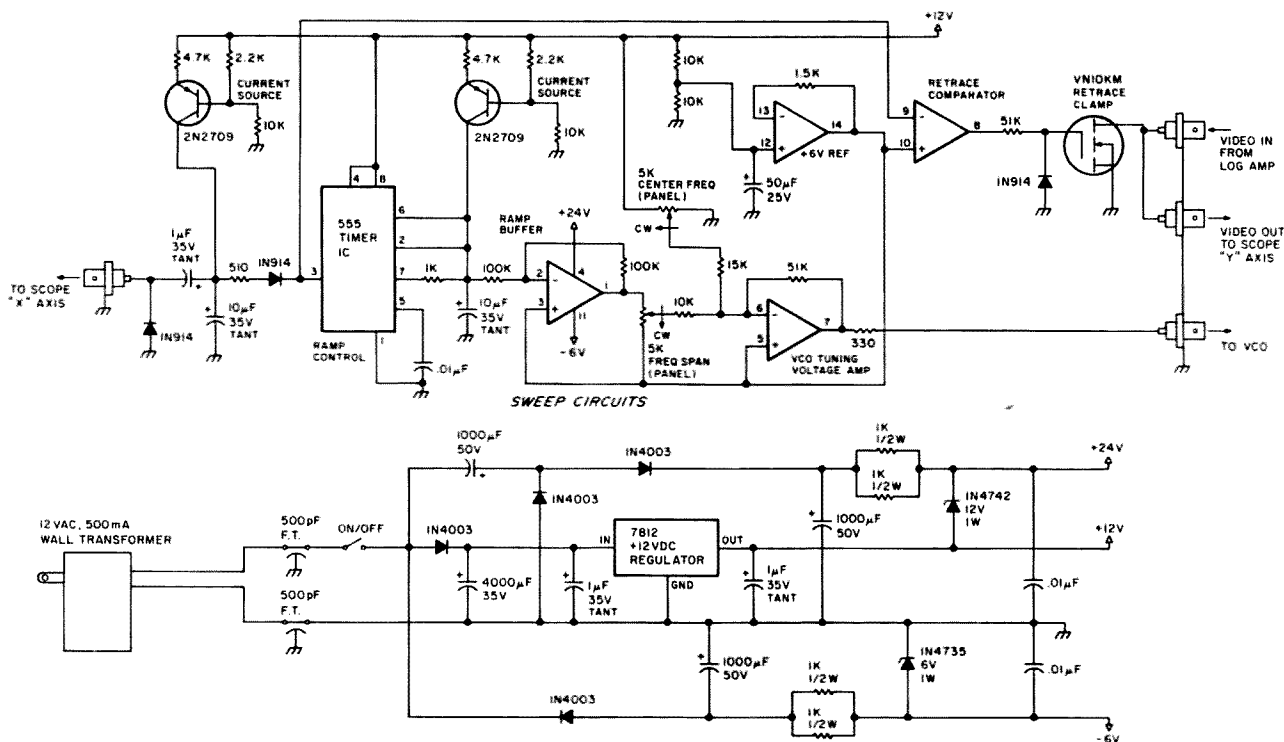 +12V
4.7K
2.2K
CURRENT
SOURCE
10K
2N2709
4.7K
2.2K
CURRENT
SOURCE
10K
2N2709
10K
10K
1.5K
13
-
14
12
+
+6V REF
50µF
25V
RETRACE
COMPARATOR
9
-
8
10
+
51K
1N914
VN10KM
RETRACE
CLAMP
VIDEO IN
FROM
LOG AMP
VIDEO OUT
TO SCOPE
"Y" AXIS
TO VCO
TO SCOPE
"X" AXIS
1µF
35V
TANT
+
1N914
+
10µF
35V
TANT
510
1N914
3
4
8
555
TIMER
IC
6
2
7
5
1
RAMP
CONTROL
.01µF
1K
100K
+
10µF
35V
TANT
RAMP
BUFFER
+24V
2
-
4
1
3
+
11
-6V
100K
5K
CENTER FREQ
(PANEL)
CW
15K
10K
CW
5K
FREQ SPAN
(PANEL)
51K
6
-
7
5
+
VCO TUNING
VOLTAGE AMP
330
SWEEP CIRCUITS
12VAC, 500mA
WALL TRANSFORMER
500pF
F.T.
500pF
F.T.
ON/OFF
1000µF
50V
+
1N4003
1N4003
1N4003
+
4000µF
35V
+
1µF
35V
TANT
IN
7812
+12VDC
REGULATOR
OUT
GND
+
1µF
35V
TANT
+
1000µF
50V
1K
1/2W
1K
1/2W
1N4742
12V
1W
+24V
+12V
.01µF
.01µF
+
1000µF
50V
1N4003
1K
1/2W
1K
1/2W
1N4735
6V
1W
-6V